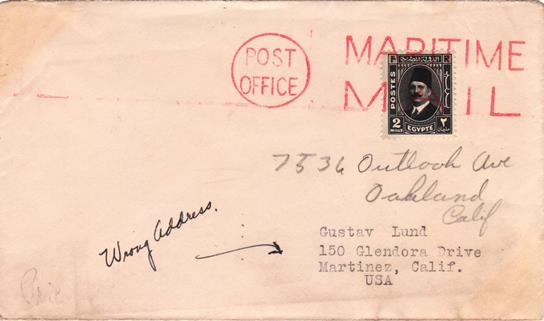 POST
OFFICE
MARITIME
MAIL
POSTES
2
MILLS
EGYPTE
٢
7536 Outlook Ave
Oakland
Calif
Wrong Address.
Gustav Lund
150 Glendora Drive
Martinez, Calif.
USA